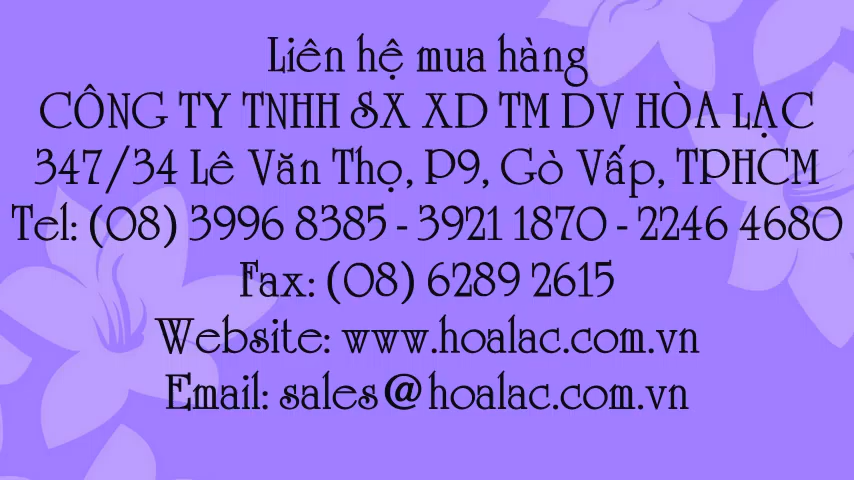 Liên hệ mua hàng
CÔNG TY TNHH SX XD TM DV HÒA LẠC
347/34 Lê Văn Thọ, P9, Gò Vấp, TPHCM
Tel: (08) 3996 8385 - 3921 1870 - 2246 4680
Fax: (08) 6289 2615
Website: www.hoalac.com.vn
Email: sales@hoalac.com.vn